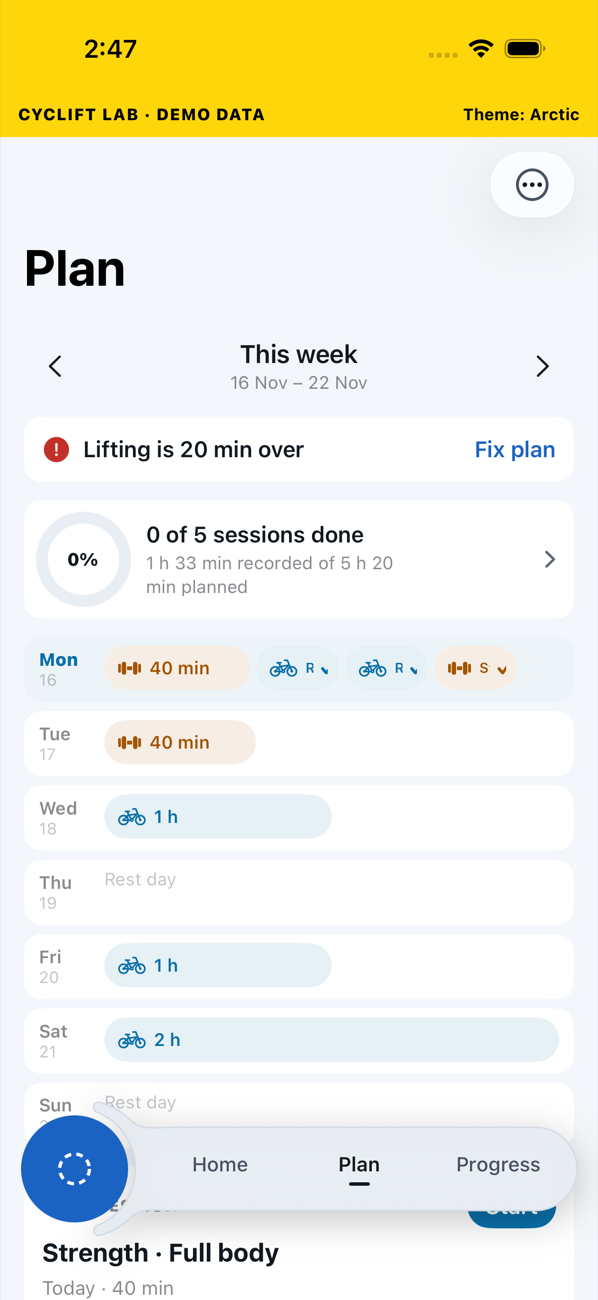 2:47
CYCLIFT LAB · DEMO DATA
Theme: Arctic
Plan
This week
16 Nov – 22 Nov
Lifting is 20 min over
Fix plan
0%
0 of 5 sessions done
1 h 33 min recorded of 5 h 20
min planned
Mon
16
40 min
R
R
S
Tue
17
40 min
Wed
18
1 h
Thu
19
Rest day
Fri
20
1 h
Sat
21
2 h
Sun
Rest day
Home
Plan
Progress
Start
Strength · Full body
Today · 40 min